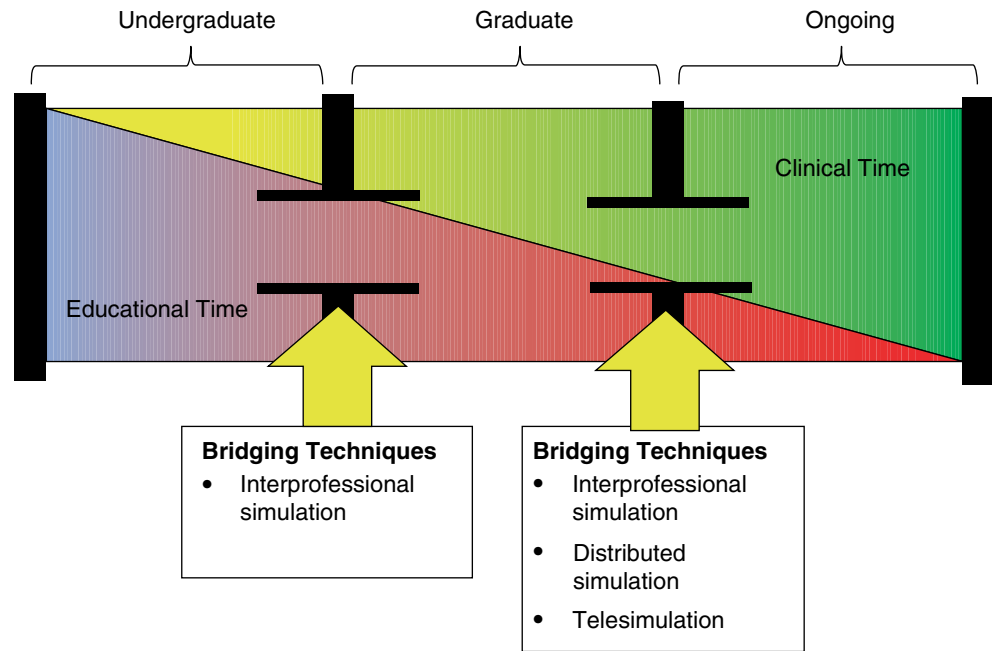 Undergraduate
Graduate
Ongoing
Clinical Time
Educational Time
Bridging Techniques
• Interprofessional
simulation
Bridging Techniques
• Interprofessional
simulation
• Distributed
simulation
• Telesimulation